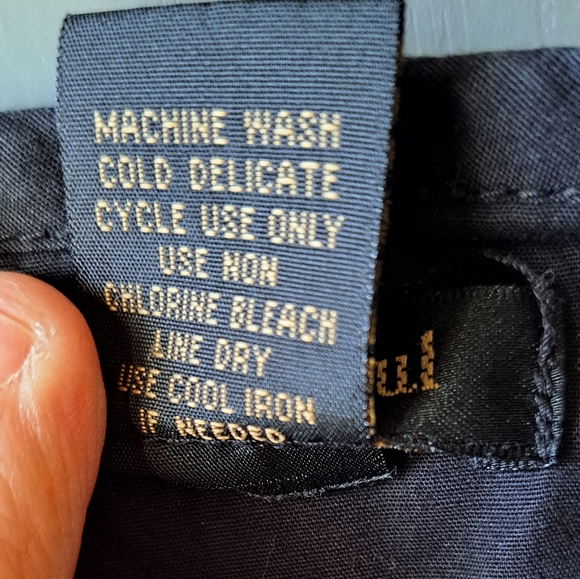 MACHINE WASH
COLD DELICATE
CYCLE USE ONLY
USE NON
CHLORINE BLEACH
LINE DRY
USE COOL IRON
IF NEEDED